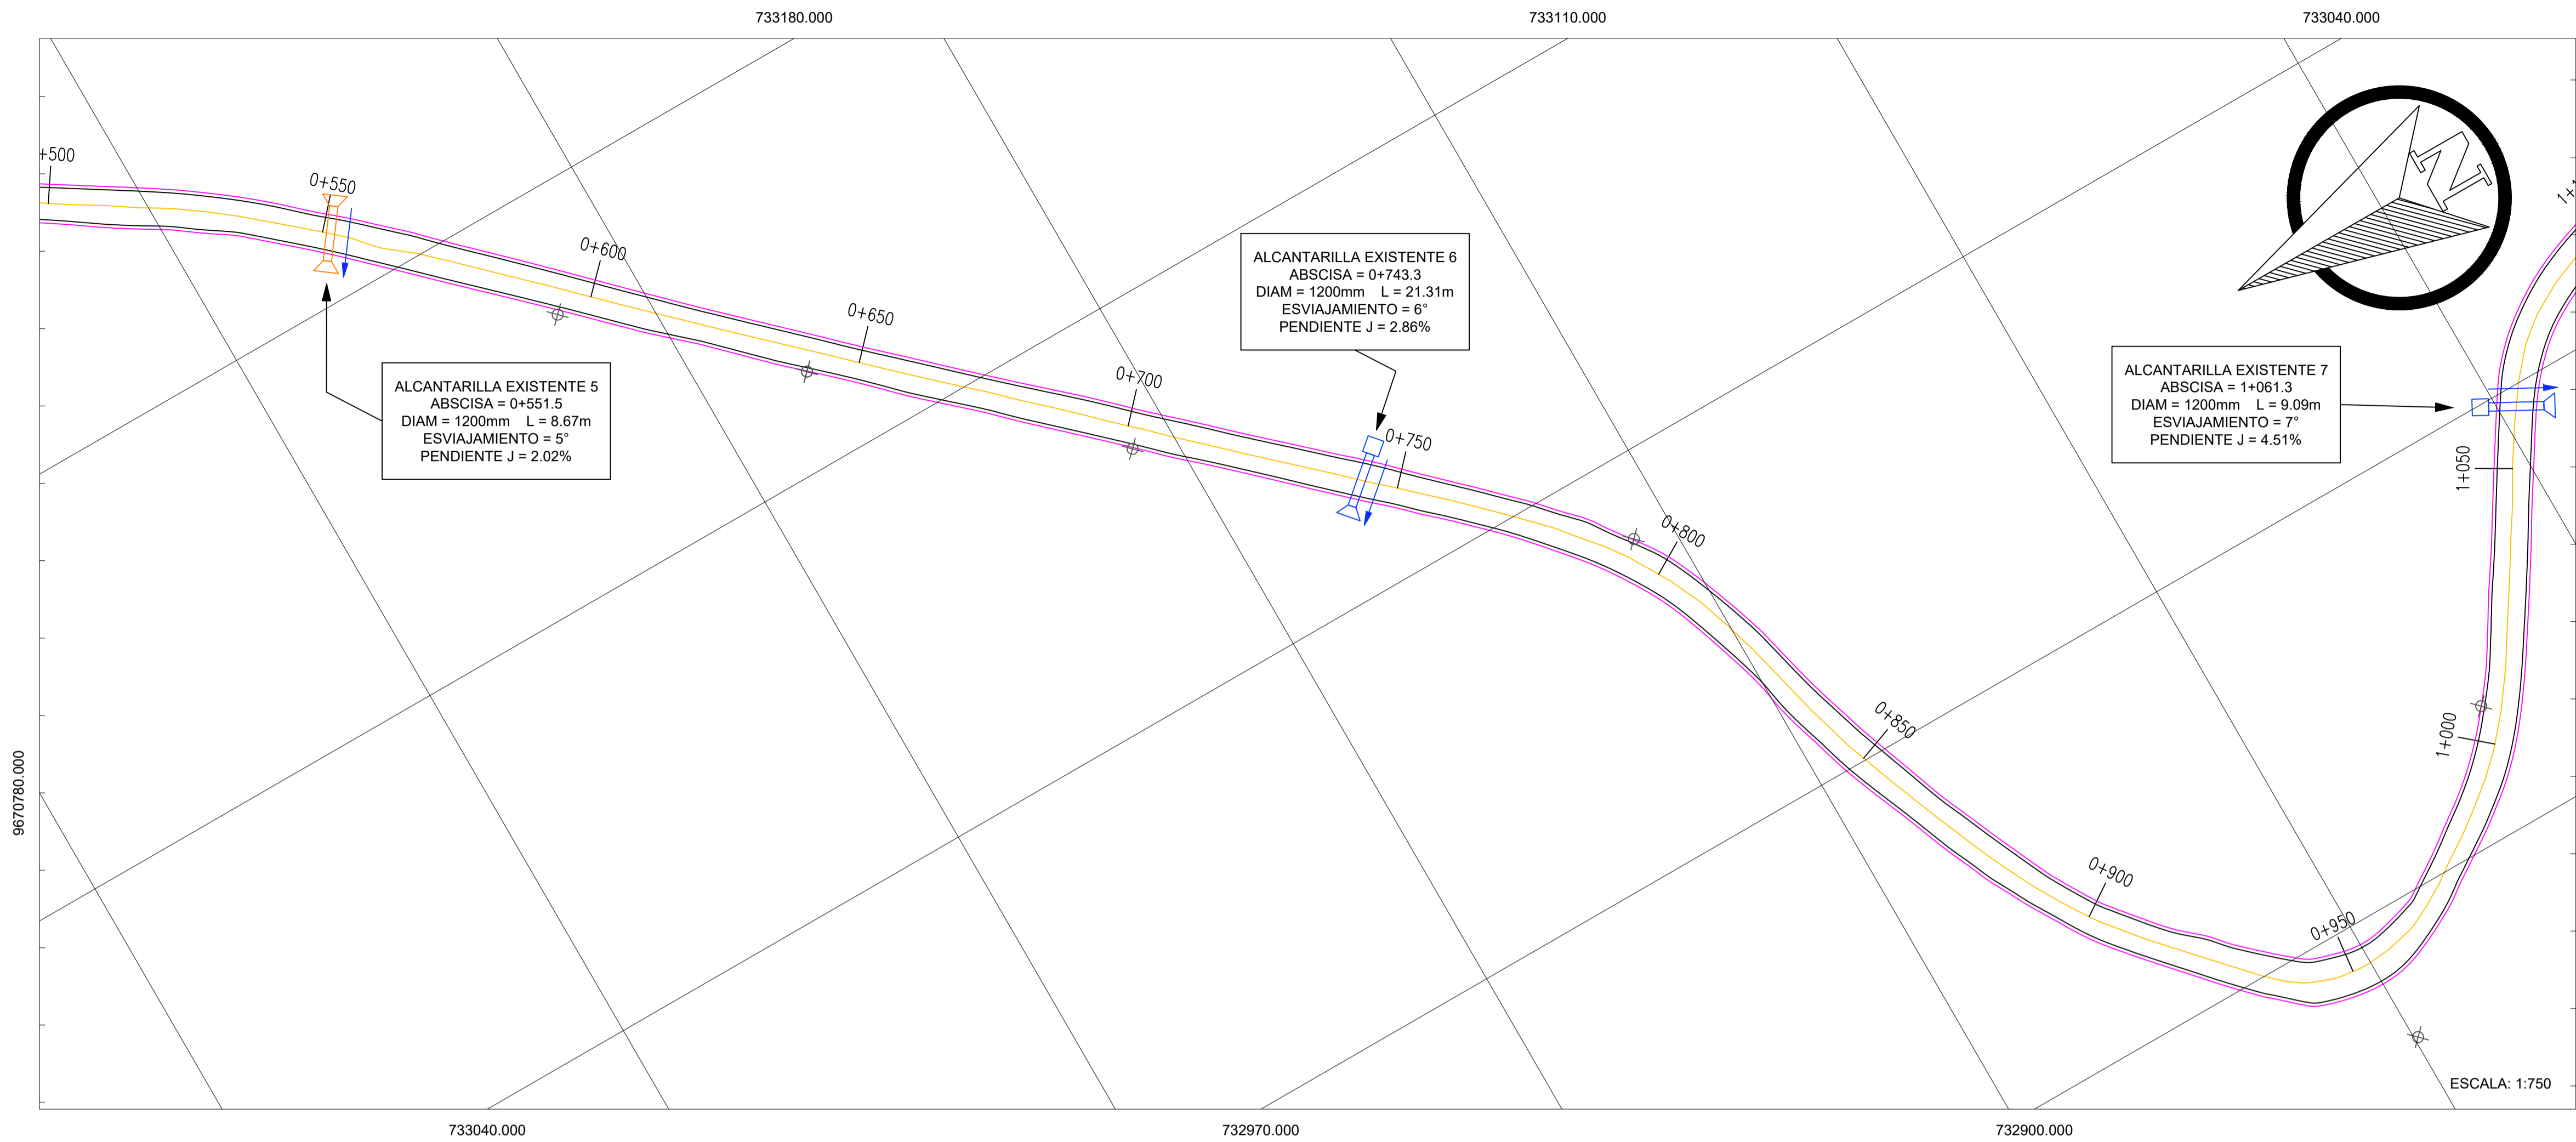 733180.000
733110.000
733040.000
+500
0+550
0+600
0+650
0+700
0+750
0+800
0+850
0+900
0+950
1+000
1+050
ALCANTARILLA EXISTENTE 5
ABSCISA = 0+551.5
DIAM = 1200mm L = 8.67m
ESVIAJAMIENTO = 5°
PENDIENTE J = 2.02%
ALCANTARILLA EXISTENTE 6
ABSCISA = 0+743.3
DIAM = 1200mm L = 21.31m
ESVIAJAMIENTO = 6°
PENDIENTE J = 2.86%
ALCANTARILLA EXISTENTE 7
ABSCISA = 1+061.3
DIAM = 1200mm L = 9.09m
ESVIAJAMIENTO = 7°
PENDIENTE J = 4.51%
N
9670780.000
ESCALA: 1:750
733040.000
732970.000
732900.000